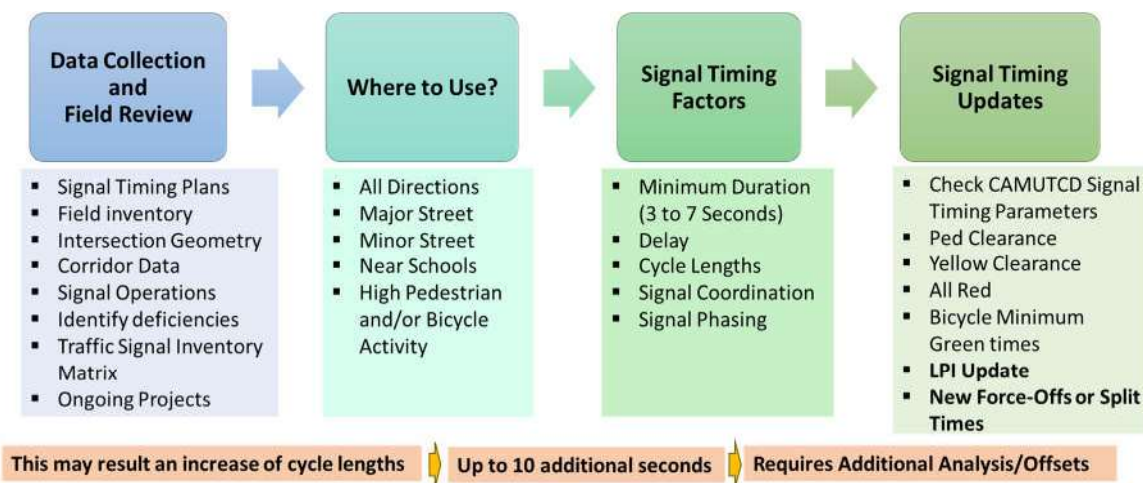 Data Collection
and
Field Review
▪ Signal Timing Plans
▪ Field inventory
▪ Intersection Geometry
▪ Corridor Data
▪ Signal Operations
▪ Identify deficiencies
▪ Traffic Signal Inventory
Matrix
▪ Ongoing Projects
Where to Use?
▪ All Directions
▪ Major Street
▪ Minor Street
▪ Near Schools
▪ High Pedestrian
and/or Bicycle
Activity
Signal Timing
Factors
▪ Minimum Duration
(3 to 7 Seconds)
▪ Delay
▪ Cycle Lengths
▪ Signal Coordination
▪ Signal Phasing
Signal Timing
Updates
▪ Check CAMUTCD Signal
Timing Parameters
▪ Ped Clearance
▪ Yellow Clearance
▪ All Red
▪ Bicycle Minimum
Green times
▪ LPI Update
▪ New Force-Offs or Split
Times
This may result an increase of cycle lengths
Up to 10 additional seconds
Requires Additional Analysis/Offsets